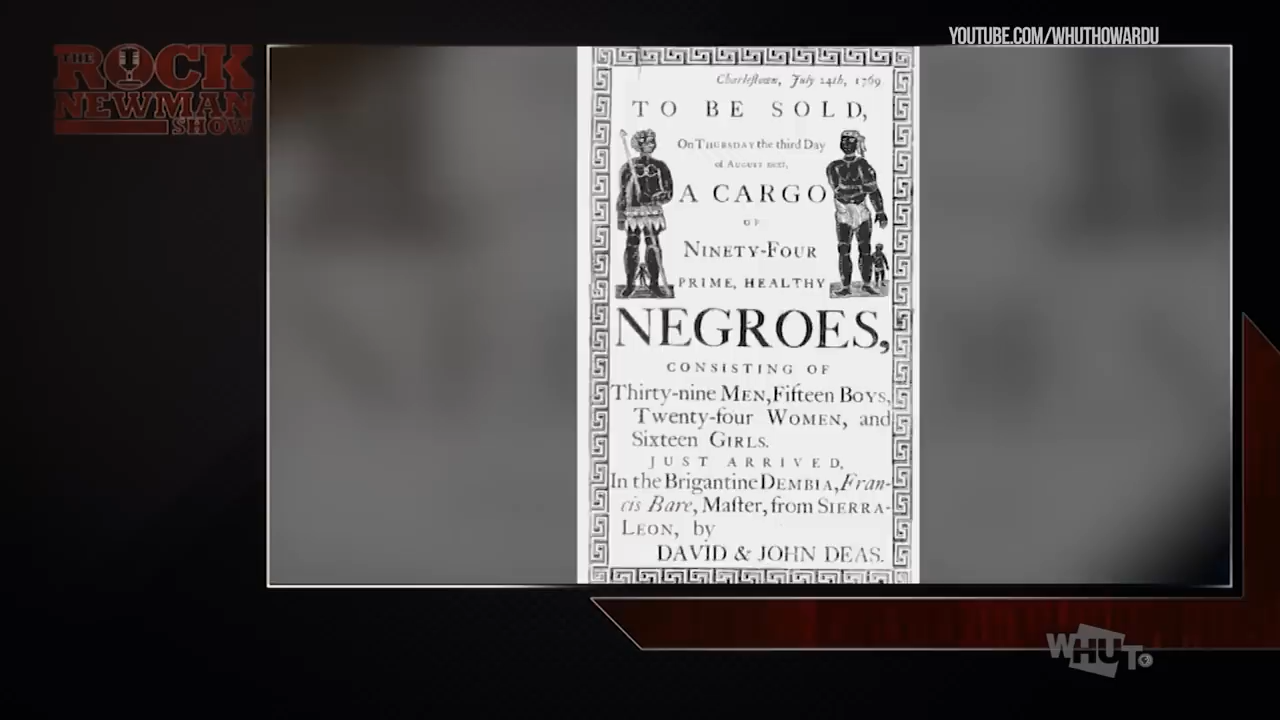 YOUTUBE.COM/WHUTHOWARDU
THE
ROCK
NEWMAN
SHOW
Charleſtown, July 24th, 1769.
TO BE SOLD,
On THURSDAY the third Day
of AUGUST next,
A CARGO
OF
NINETY-FOUR
PRIME, HEALTHY
NEGROES,
CONSISTING OF
Thirty-nine MEN, Fifteen BOYS,
Twenty-four WOMEN, and
Sixteen GIRLS.
JUST ARRIVED,
In the Brigantine DEMBIA, Fran-
cis Bare, Maſter, from SIERRA-
LEON, by
DAVID & JOHN DEAS.
WHUT